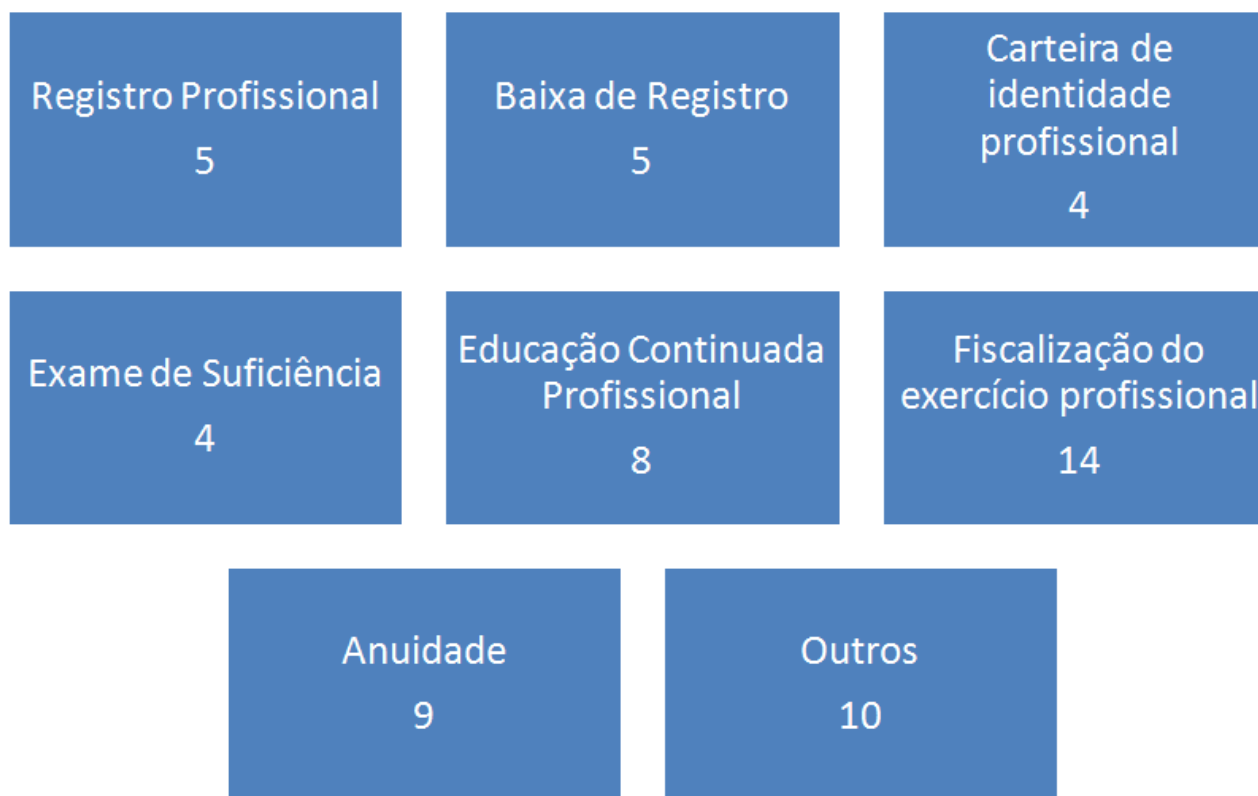 Registro Profissional
5
Baixa de Registro
5
Carteira de
identidade
profissional
4
Exame de Suficiência
4
Educação Continuada
Profissional
8
Fiscalização do
exercício profissional
14
Anuidade
9
Outros
10